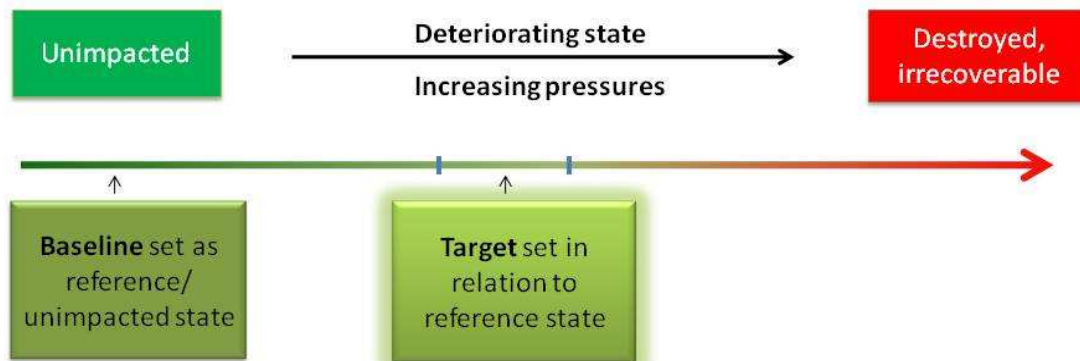 Unimpacted
Deteriorating state
Increasing pressures
Destroyed,
irrecoverable
Baseline set as
reference/
unimpacted state
Target set in
relation to
reference state